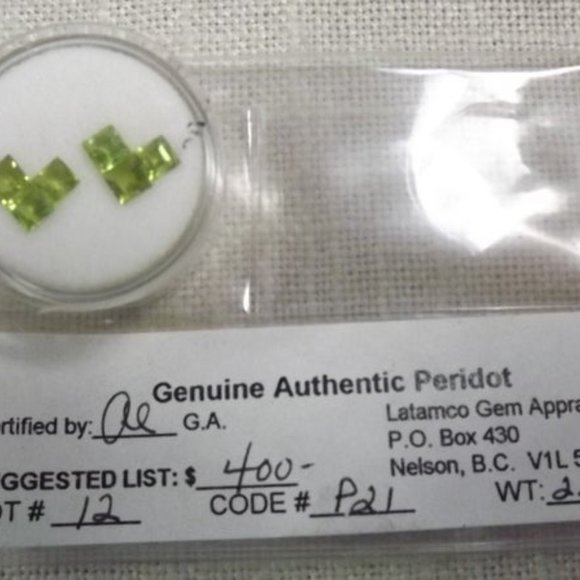 Genuine Authentic Peridot
rtified by: G.A.
Latamco Gem Appra
P.O. Box 430
Nelson, B.C. V1L 5
GGESTED LIST: $ 400-
T # 12 CODE # P21 WT: 2.